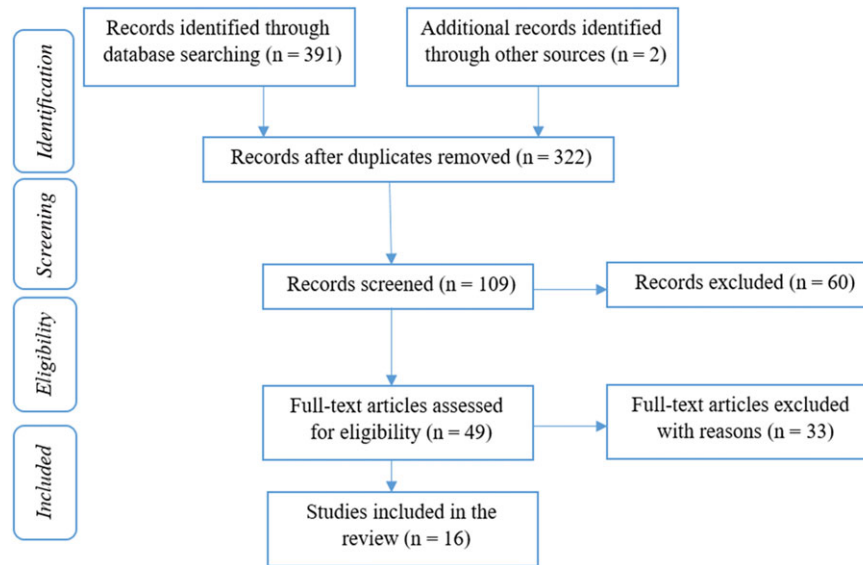 Records identified through
database searching (n = 391)
Additional records identified
through other sources (n = 2)
Identification
Records after duplicates removed (n = 322)
Screening
Records screened (n = 109)
Records excluded (n = 60)
Eligibility
Full-text articles assessed
for eligibility (n = 49)
Full-text articles excluded
with reasons (n = 33)
Included
Studies included in the
review (n = 16)